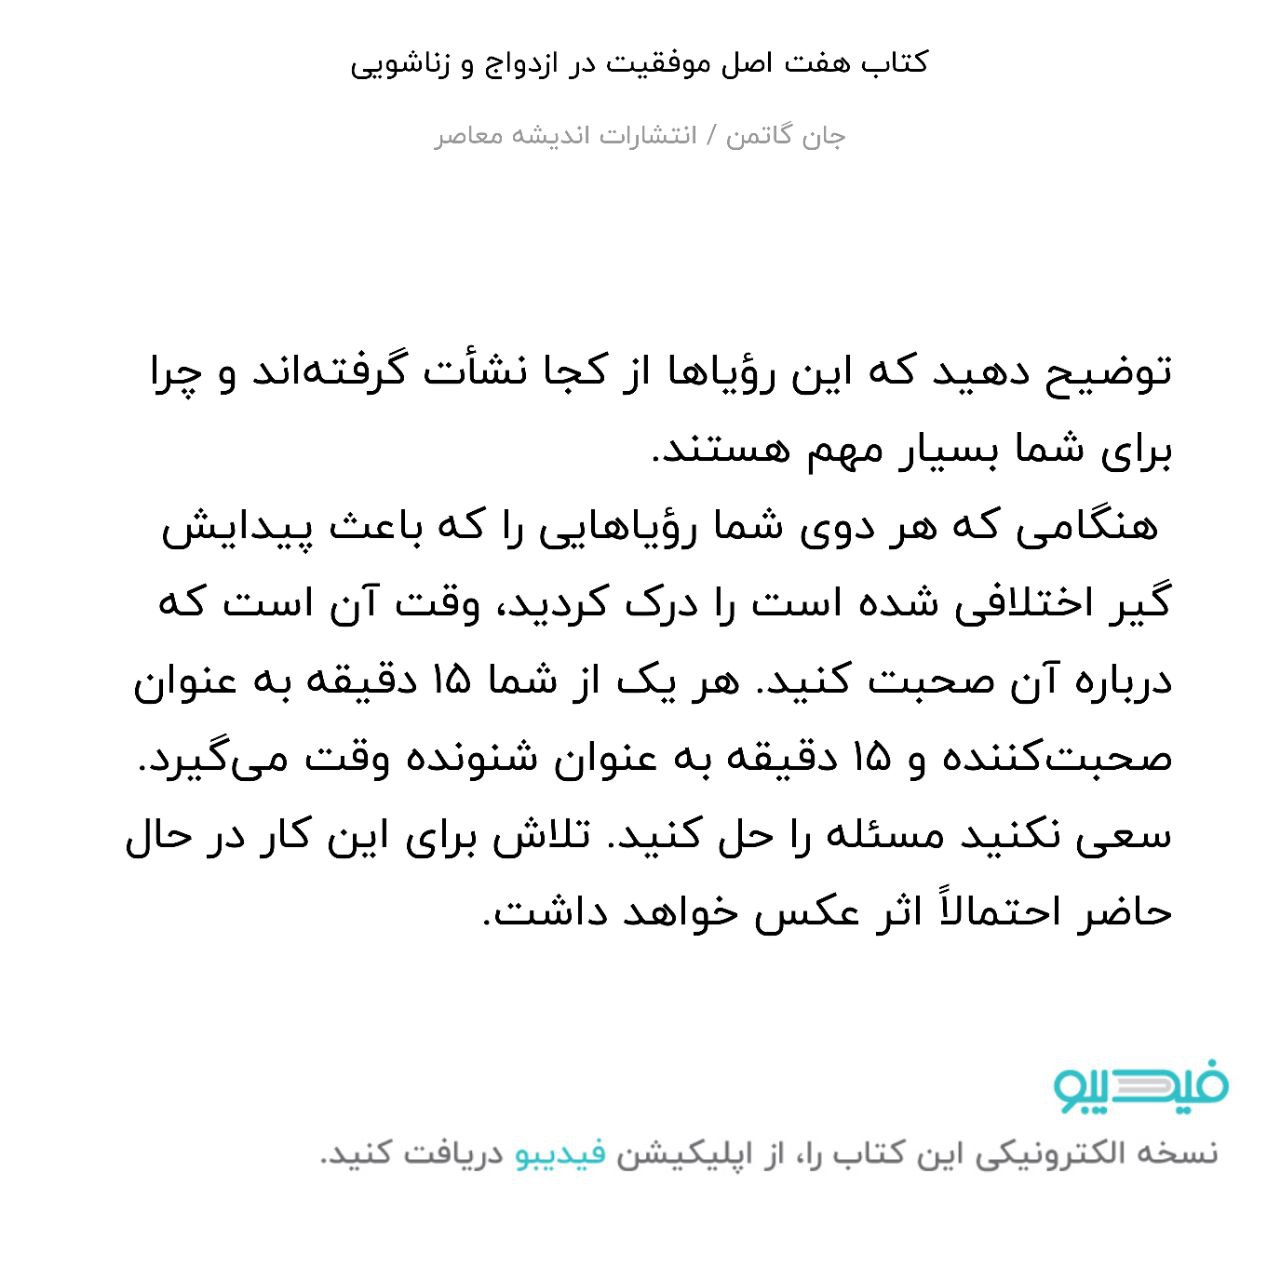 کتاب هفت اصل موفقیت در ازدواج و زناشویی
جان گاتمن / انتشارات اندیشه معاصر
توضیح دهید که این رؤیاها از کجا نشأت گرفته‌اند و چرا
برای شما بسیار مهم هستند.
هنگامی که هر دوی شما رؤیاهایی را که باعث پیدایش
گیر اختلافی شده است را درک کردید، وقت آن است که
درباره آن صحبت کنید. هر یک از شما ۱۵ دقیقه به عنوان
صحبت‌کننده و ۱۵ دقیقه به عنوان شنونده وقت می‌گیرد.
سعی نکنید مسئله را حل کنید. تلاش برای این کار در حال
حاضر احتمالاً اثر عکس خواهد داشت.
فیدیبو
نسخه الکترونیکی این کتاب را، از اپلیکیشن فیدیبو دریافت کنید.